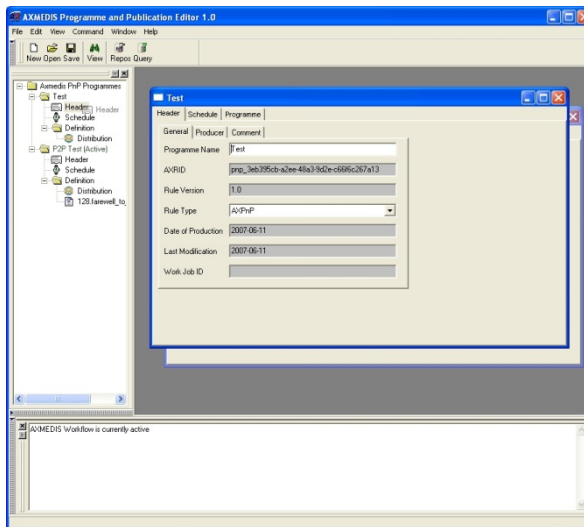 AXMEDIS Programme and Publication Editor 1.0
File Edit View Command Window Help
New Open Save View Repos Query
Axmedis PnP Programmes
Test
Header Header
Schedule
Definition
Distribution
P2P Test (Active)
Header
Schedule
Definition
Distribution
128.farewell_to_
Test
Header Schedule Programme
General Producer Comment
Programme Name Test
AXRID pnp_3eb395cb-a2ee-48a3-9d2e-c66f6c267a13
Rule Version 1.0
Rule Type AXPnP
Date of Production 2007-06-11
Last Modification 2007-06-11
Work Job ID
AXMEDIS Workflow is currently active